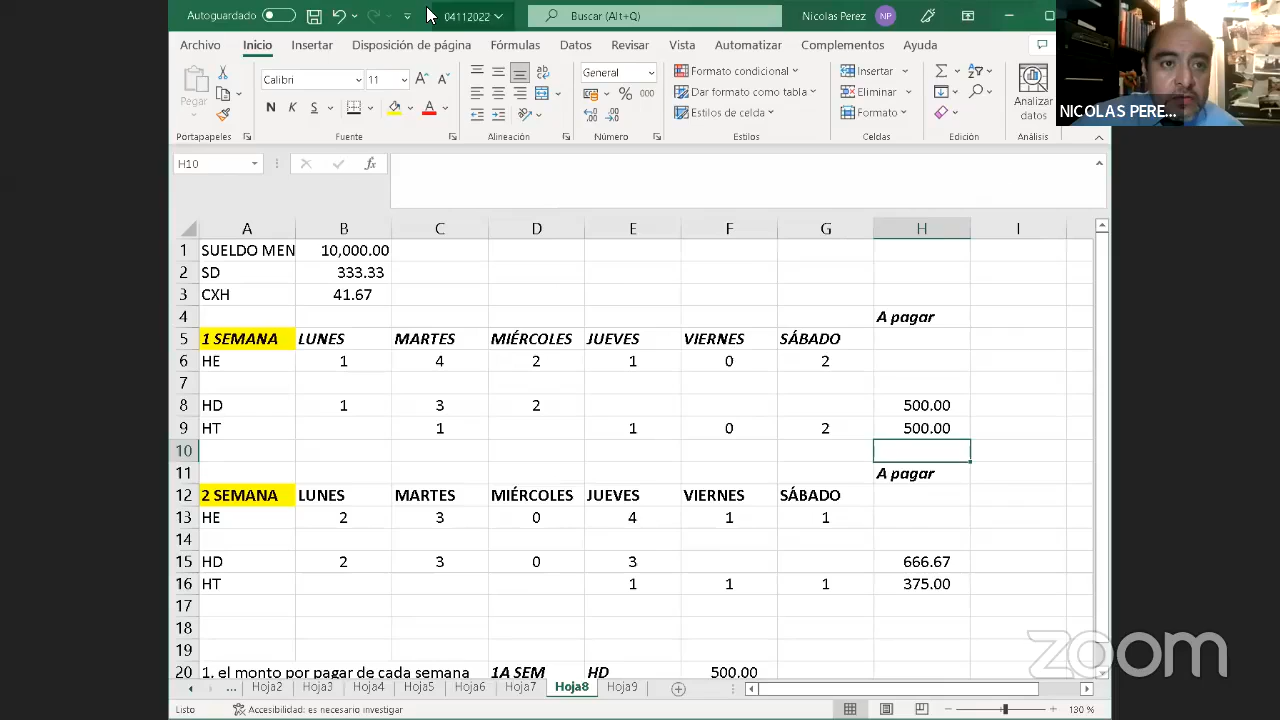 Autoguardado 04112022 Buscar (Alt+Q) Nicolas Perez NP
Archivo Inicio Insertar Disposición de página Fórmulas Datos Revisar Vista Automatizar Complementos Ayuda
Pegar
Calibri 11
N K S
General
% 000
Formato condicional
Dar formato como tabla
Estilos de celda
Insertar
Eliminar
Formato
Analizar
datos
Portapapeles Fuente Alineación Número Estilos Celdas Edición Análisis
NICOLAS PERE...
H10 fx
A B C D E F G H I
1 SUELDO MEN 10,000.00
2 SD 333.33
3 CXH 41.67
4 A pagar
5 1 SEMANA LUNES MARTES MIÉRCOLES JUEVES VIERNES SÁBADO
6 HE 1 4 2 1 0 2
7
8 HD 1 3 2 500.00
9 HT 1 1 0 2 500.00
10
11 A pagar
12 2 SEMANA LUNES MARTES MIÉRCOLES JUEVES VIERNES SÁBADO
13 HE 2 3 0 4 1 1
14
15 HD 2 3 0 3 666.67
16 HT 1 1 1 375.00
17
18
19
20 1. el monto por pagar de cada semana 1A SEM HD 500.00
... Hoja2 Hoja3 Hoja4 Hoja5 Hoja6 Hoja7 Hoja8 Hoja9
Listo Accesibilidad: es necesario investigar 130 %
zoom